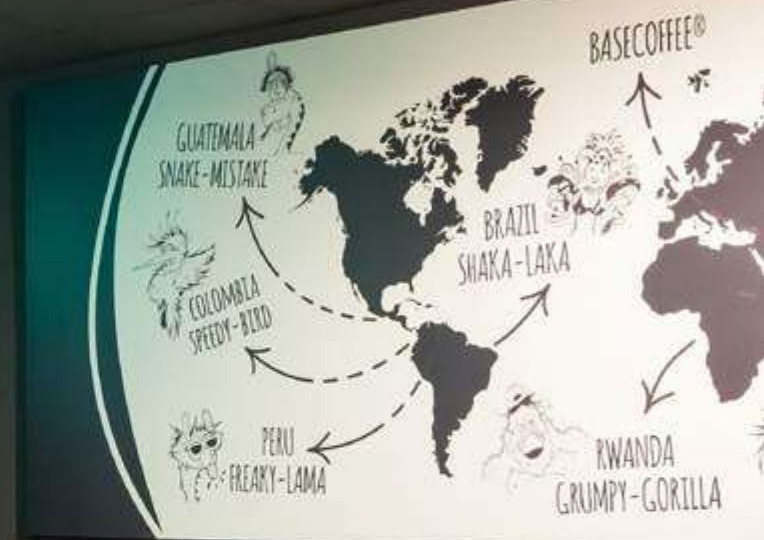 BASECOFFEE®
GUATEMALA
SNAKE-MISTAKE
BRAZIL
SHAKA-LAKA
COLOMBIA
SPEEDY-BIRD
PERU
FREAKY-LAMA
RWANDA
GRUMPY-GORILLA